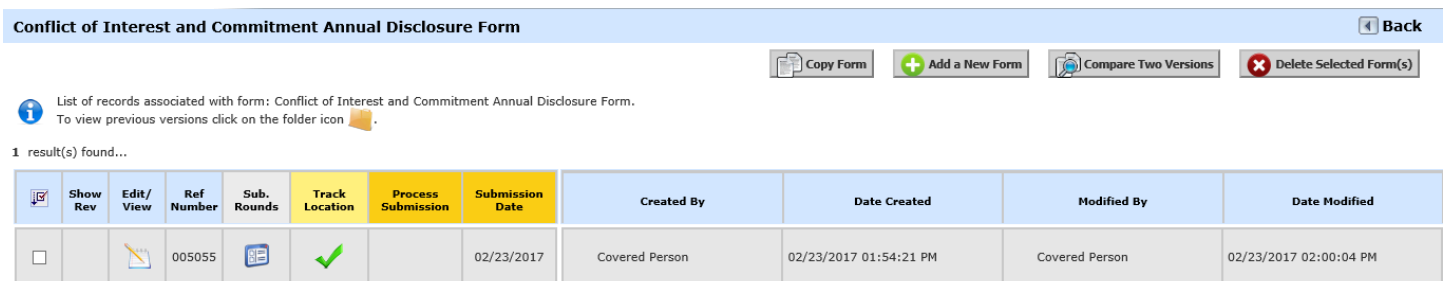 Conflict of Interest and Commitment Annual Disclosure Form
Back
Copy Form
Add a New Form
Compare Two Versions
Delete Selected Form(s)
List of records associated with form: Conflict of Interest and Commitment Annual Disclosure Form.
To view previous versions click on the folder icon .
1 result(s) found...
Show Rev
Edit/ View
Ref Number
Sub. Rounds
Track Location
Process Submission
Submission Date
Created By
Date Created
Modified By
Date Modified
005055
02/23/2017
Covered Person
02/23/2017 01:54:21 PM
Covered Person
02/23/2017 02:00:04 PM